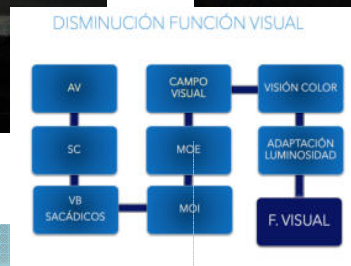 DISMINUCIÓN FUNCIÓN VISUAL
AV
SC
VB
SACÁDICOS
MOI
MOE
CAMPO
VISUAL
VISIÓN COLOR
ADAPTACIÓN
LUMINOSIDAD
F. VISUAL